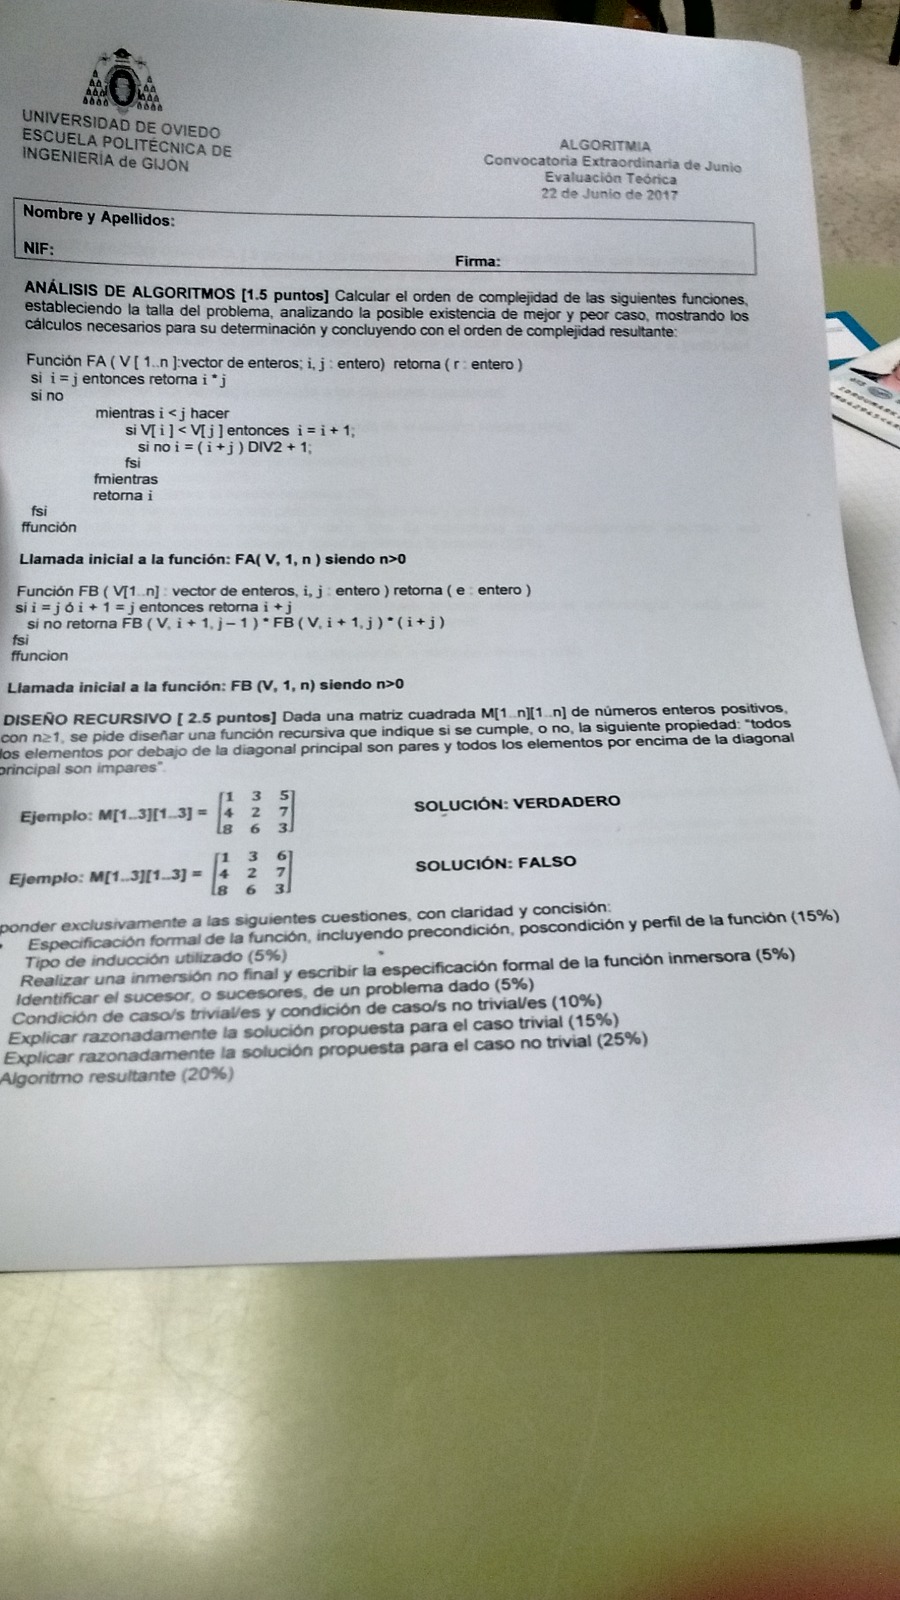 UNIVERSIDAD DE OVIEDO
ESCUELA POLITÉCNICA DE
INGENIERÍA de GIJÓN
ALGORITMIA
Convocatoria Extraordinaria de Junio
Evaluación Teórica
22 de Junio de 2017
Nombre y Apellidos:
NIF:
Firma:
ANÁLISIS DE ALGORITMOS [1.5 puntos] Calcular el orden de complejidad de las siguientes funciones,
estableciendo la talla del problema, analizando la posible existencia de mejor y peor caso, mostrando los
cálculos necesarios para su determinación y concluyendo con el orden de complejidad resultante:
Función FA ( V [ 1..n ]:vector de enteros; i, j : entero) retorna ( r : entero )
si i = j entonces retorna i * j
si no
mientras i < j hacer
si V[ i ] < V[ j ] entonces i = i + 1;
si no i = ( i + j ) DIV2 + 1;
fsi
fmientras
retorna i
fsi
ffunción
Llamada inicial a la función: FA( V, 1, n ) siendo n>0
Función FB ( V[1..n] : vector de enteros, i, j : entero ) retorna ( e : entero )
si i = j ó i + 1 = j entonces retorna i + j
si no retorna FB ( V, i + 1, j – 1 ) * FB ( V, i + 1, j ) * ( i + j )
fsi
ffuncion
Llamada inicial a la función: FB (V, 1, n) siendo n>0
DISEÑO RECURSIVO [ 2.5 puntos] Dada una matriz cuadrada M[1..n][1..n] de números enteros positivos,
con n≥1, se pide diseñar una función recursiva que indique si se cumple, o no, la siguiente propiedad: "todos
los elementos por debajo de la diagonal principal son pares y todos los elementos por encima de la diagonal
principal son impares".
1 3 5
Ejemplo: M[1..3][1..3] = 4 2 7 SOLUCIÓN: VERDADERO
8 6 3
1 3 6
Ejemplo: M[1..3][1..3] = 4 2 7 SOLUCIÓN: FALSO
8 6 3
ponder exclusivamente a las siguientes cuestiones, con claridad y concisión:
Especificación formal de la función, incluyendo precondición, poscondición y perfil de la función (15%)
Tipo de inducción utilizado (5%)
Realizar una inmersión no final y escribir la especificación formal de la función inmersora (5%)
Identificar el sucesor, o sucesores, de un problema dado (5%)
Condición de caso/s trivial/es y condición de caso/s no trivial/es (10%)
Explicar razonadamente la solución propuesta para el caso trivial (15%)
Explicar razonadamente la solución propuesta para el caso no trivial (25%)
Algoritmo resultante (20%)